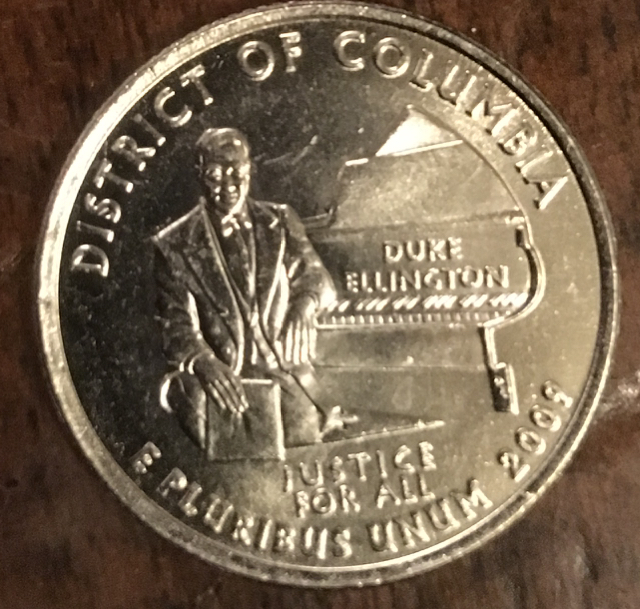 DISTRICT OF COLUMBIA
DUKE
ELLINGTON
JUSTICE
FOR ALL
E PLURIBUS UNUM 2009